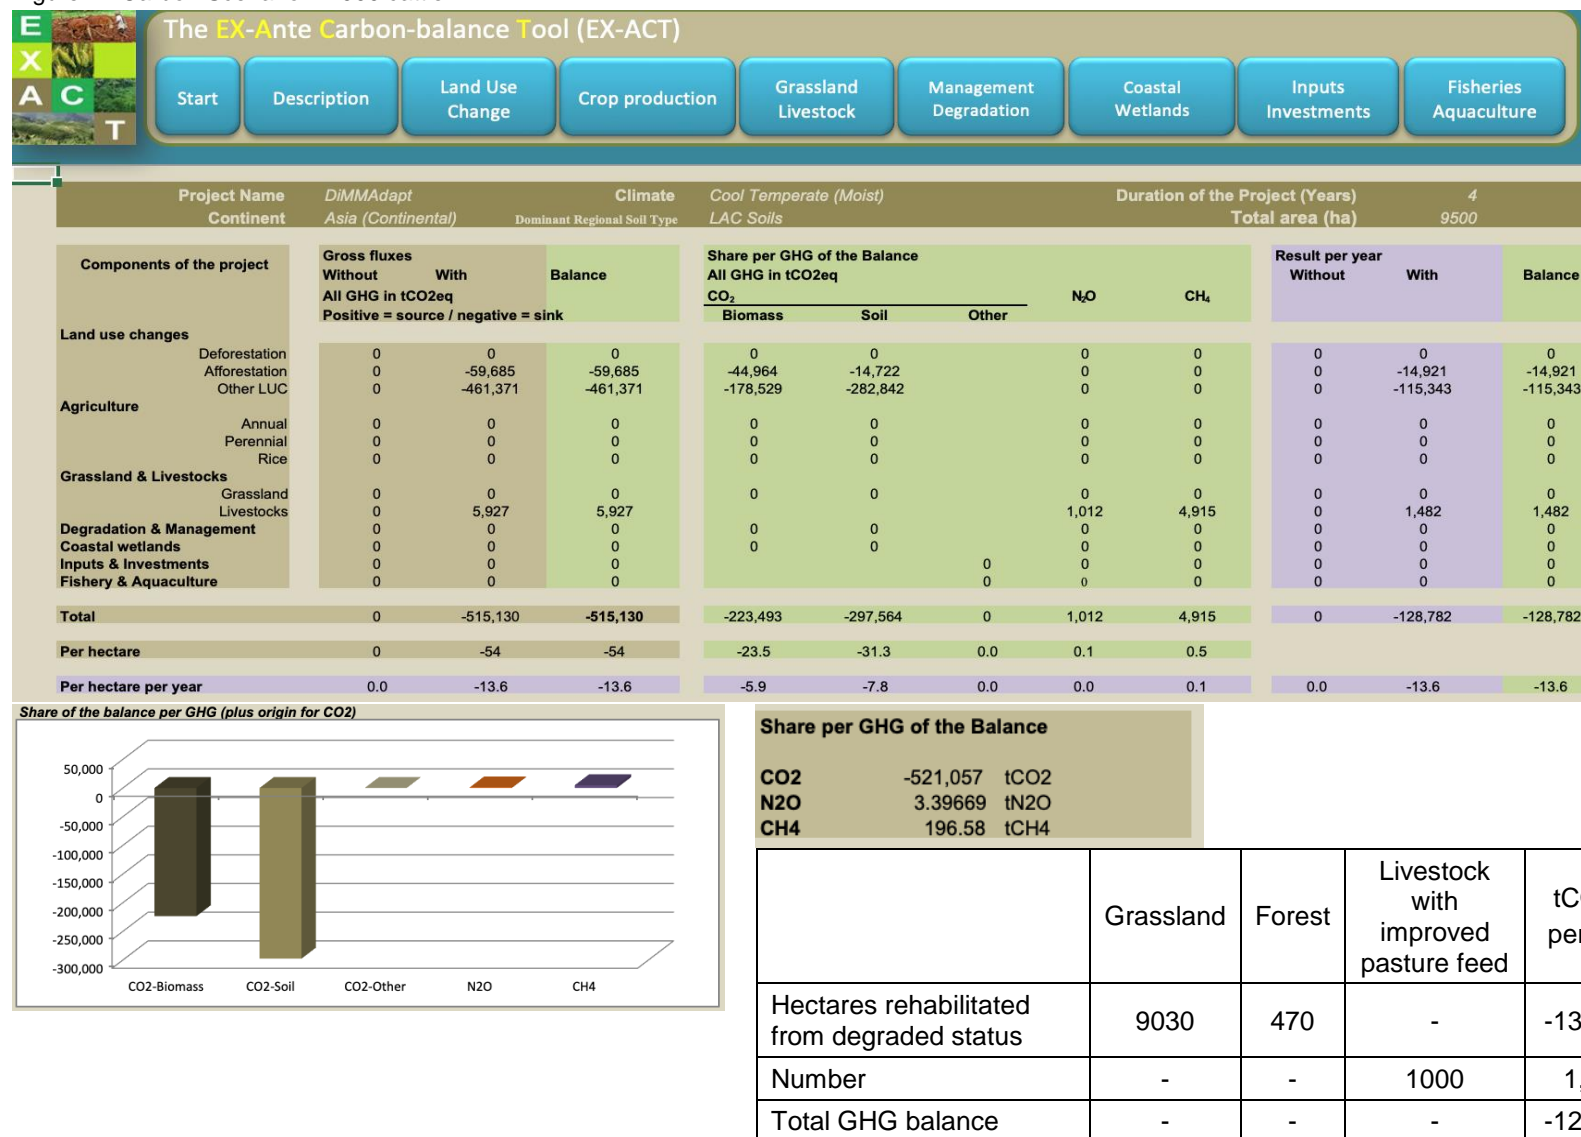 E
X
A C
T
The EX-Ante Carbon-balance Tool (EX-ACT)
Start
Description
Land Use
Change
Crop production
Grassland
Livestock
Management
Degradation
Coastal
Wetlands
Inputs
Investments
Fisheries
Aquaculture
Project Name DiMMAdapt Climate Cool Temperate (Moist) Duration of the Project (Years) 4
Continent Asia (Continental) Dominant Regional Soil Type LAC Soils Total area (ha) 9500
Components of the project
Gross fluxes
Without With Balance
All GHG in tCO2eq
Positive = source / negative = sink
Share per GHG of the Balance
All GHG in tCO2eq
CO₂ N₂O CH₄
Biomass Soil Other
Result per year
Without With Balance
Land use changes
Deforestation 0 0 0 0 0 0 0 0 0 0
Afforestation 0 -59,685 -59,685 -44,964 -14,722 0 0 0 -14,921 -14,921
Other LUC 0 -461,371 -461,371 -178,529 -282,842 0 0 0 -115,343 -115,343
Agriculture
Annual 0 0 0 0 0 0 0 0 0 0
Perennial 0 0 0 0 0 0 0 0 0 0
Rice 0 0 0 0 0 0 0 0 0 0
Grassland & Livestocks
Grassland 0 0 0 0 0 0 0 0 0 0
Livestocks 0 5,927 5,927 1,012 4,915 0 1,482 1,482
Degradation & Management 0 0 0 0 0 0 0 0 0 0
Coastal wetlands 0 0 0 0 0 0 0 0 0 0
Inputs & Investments 0 0 0 0 0 0 0 0 0
Fishery & Aquaculture 0 0 0 0 0 0 0 0 0
Total 0 -515,130 -515,130 -223,493 -297,564 0 1,012 4,915 0 -128,782 -128,782
Per hectare 0 -54 -54 -23.5 -31.3 0.0 0.1 0.5
Per hectare per year 0.0 -13.6 -13.6 -5.9 -7.8 0.0 0.0 0.1 0.0 -13.6 -13.6
Share of the balance per GHG (plus origin for CO2)
50,000
0
-50,000
-100,000
-150,000
-200,000
-250,000
-300,000
CO2-Biomass CO2-Soil CO2-Other N2O CH4
Share per GHG of the Balance
CO2 -521,057 tCO2
N2O 3.39669 tN2O
CH4 196.58 tCH4
Grassland Forest
Livestock
with
improved
pasture feed
Hectares rehabilitated
from degraded status
9030 470 - -13
Number - - 1000 1,
Total GHG balance - - - -12